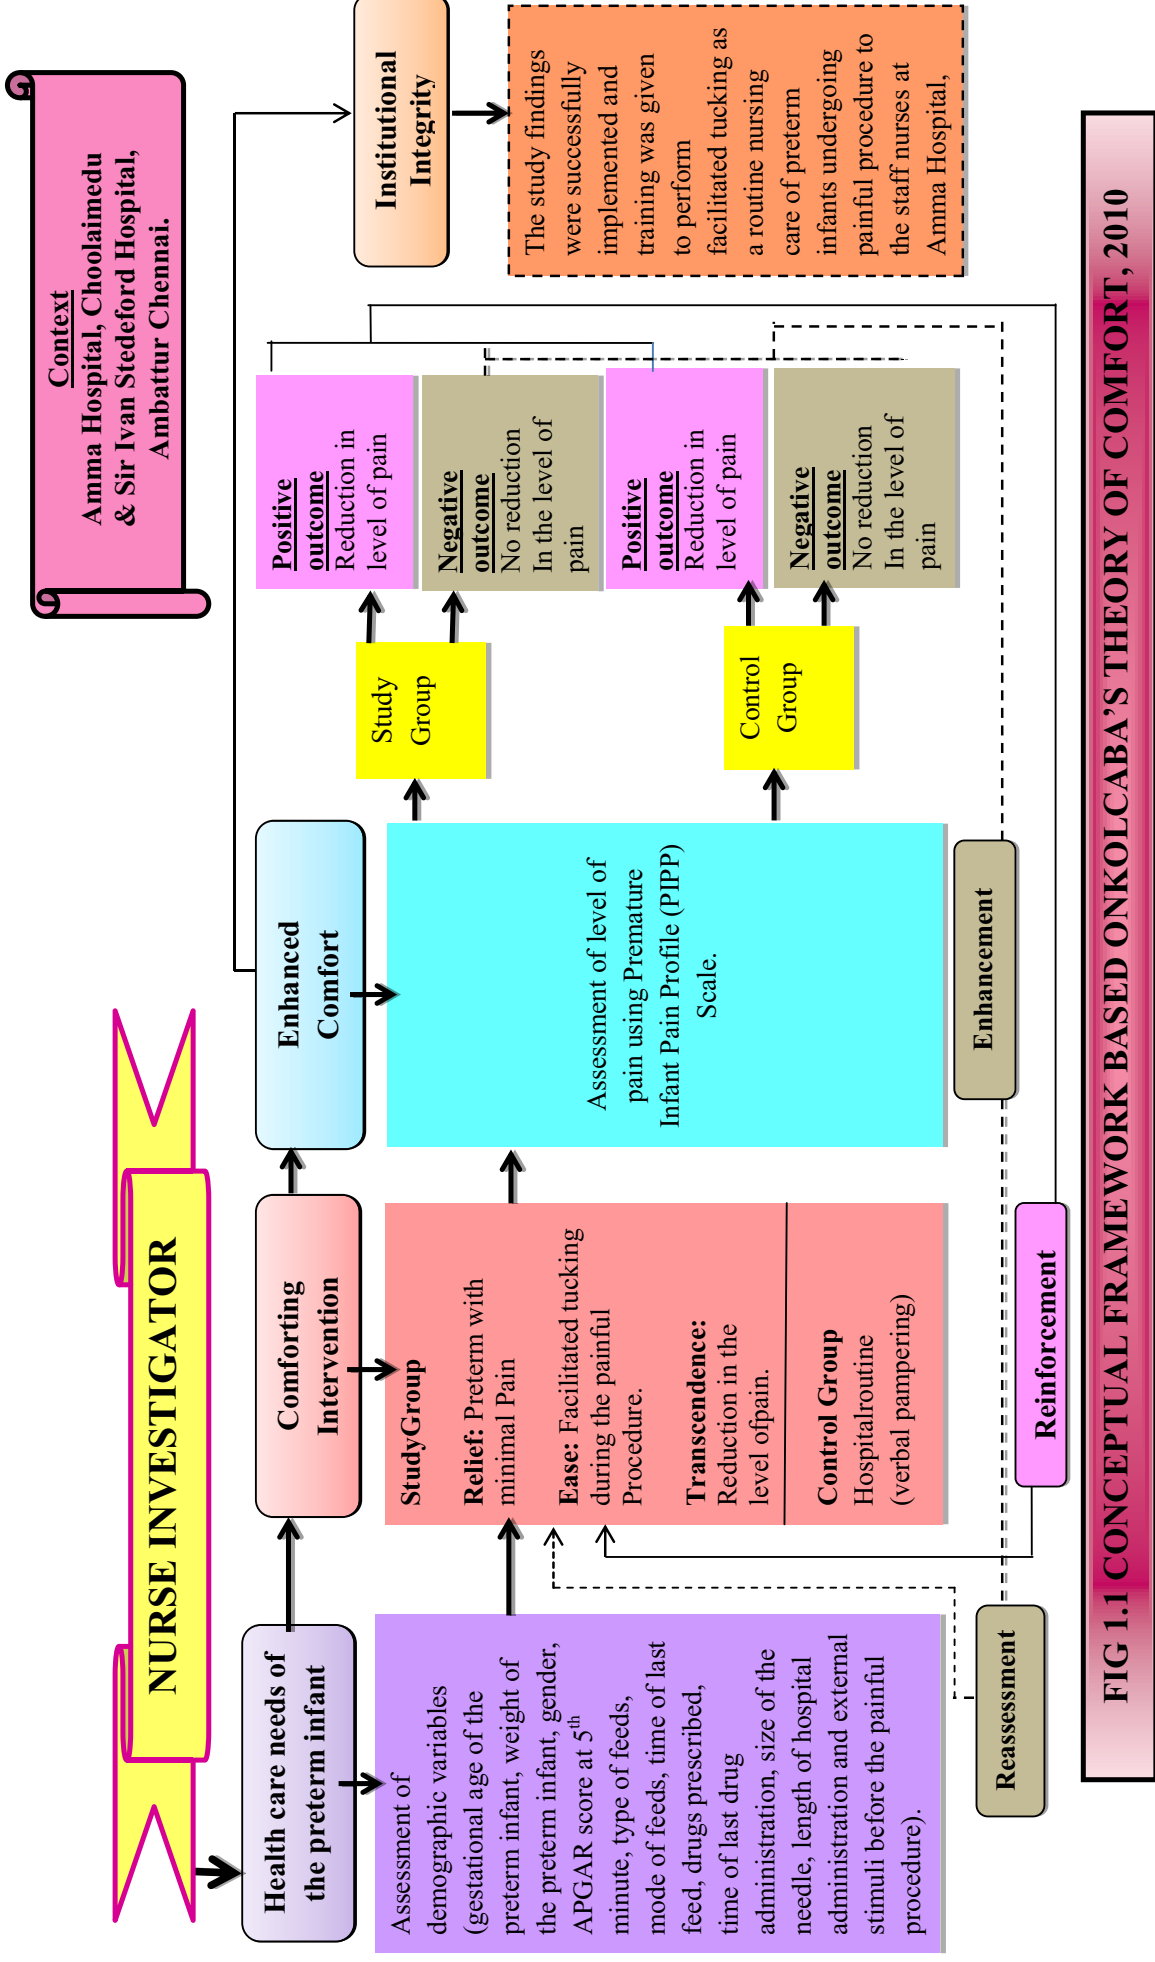 Context
Amma Hospital, Choolaimedu
& Sir Ivan Stedeford Hospital,
Ambattur Chennai.
NURSE INVESTIGATOR
Health care needs of
the preterm infant
Comforting
Intervention
Enhanced
Comfort
Institutional
Integrity
Assessment of
demographic variables
(gestational age of the
preterm infant, weight of
the preterm infant, gender,
APGAR score at 5th
minute, type of feeds,
mode of feeds, time of last
feed, drugs prescribed,
time of last drug
administration, size of the
needle, length of hospital
administration and external
stimuli before the painful
procedure).
StudyGroup
Relief: Preterm with
minimal Pain
Ease: Facilitated tucking
during the painful
Procedure.
Transcendence:
Reduction in the
level ofpain.
Control Group
Hospitalroutine
(verbal pampering)
Assessment of level of
pain using Premature
Infant Pain Profile (PIPP)
Scale.
Study
Group
Control
Group
Positive
outcome
Reduction in
level of pain
Negative
outcome
No reduction
In the level of
pain
Positive
outcome
Reduction in
level of pain
Negative
outcome
No reduction
In the level of
pain
The study findings
were successfully
implemented and
training was given
to perform
facilitated tucking as
a routine nursing
care of preterm
infants undergoing
painful procedure to
the staff nurses at
Amma Hospital,
Reassessment
Reinforcement
Enhancement
FIG 1.1 CONCEPTUAL FRAMEWORK BASED ONKOLCABA'S THEORY OF COMFORT, 2010